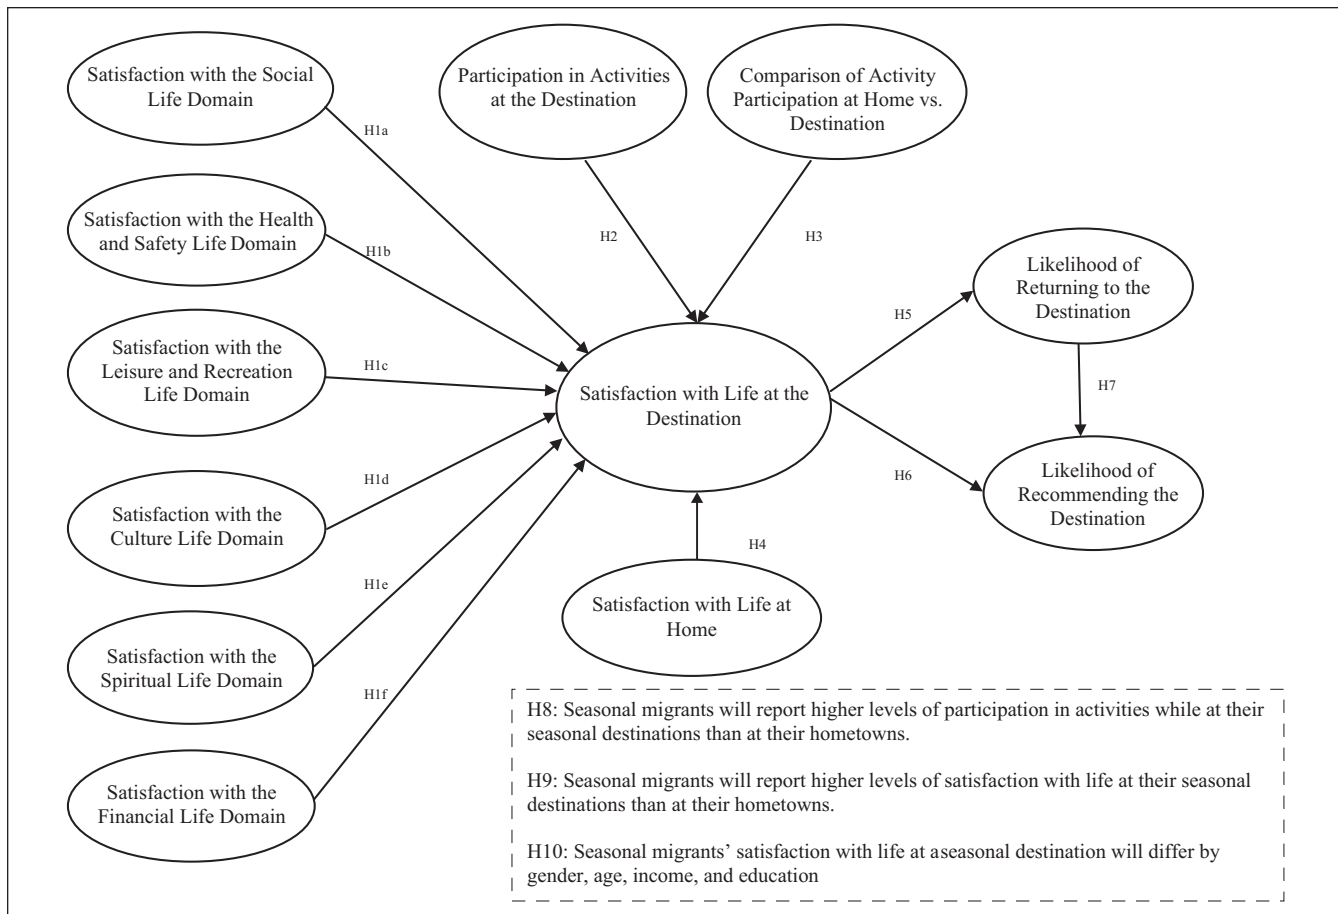 Satisfaction with the Social
Life Domain
Participation in Activities
at the Destination
Comparison of Activity
Participation at Home vs.
Destination
H1a
Satisfaction with the Health
and Safety Life Domain
H1b
H2
H3
Likelihood of
Returning to the
Destination
H5
Satisfaction with the
Leisure and Recreation
Life Domain
H1c
Satisfaction with Life at the
Destination
H7
H1d
H6
Likelihood of
Recommending the
Destination
Satisfaction with the
Culture Life Domain
H4
H1e
Satisfaction with Life at
Home
Satisfaction with the
Spiritual Life Domain
H1f
Satisfaction with the
Financial Life Domain
H8: Seasonal migrants will report higher levels of participation in activities while at their
seasonal destinations than at their hometowns.
H9: Seasonal migrants will report higher levels of satisfaction with life at their seasonal
destinations than at their hometowns.
H10: Seasonal migrants’ satisfaction with life at aseasonal destination will differ by
gender, age, income, and education